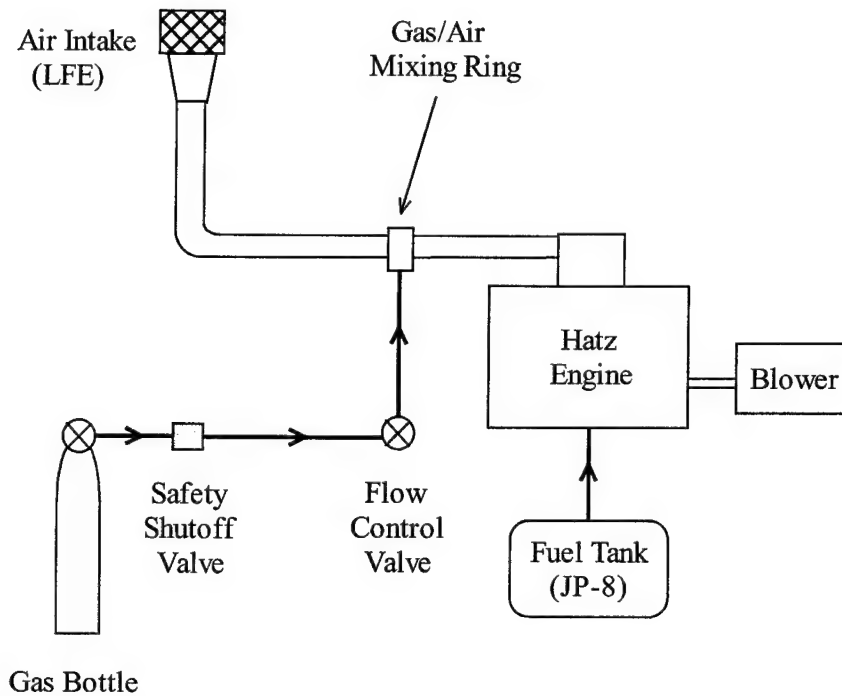 Air Intake
(LFE)
Gas/Air
Mixing Ring
Hatz
Engine
Blower
Safety
Shutoff
Valve
Flow
Control
Valve
Fuel Tank
(JP-8)
Gas Bottle